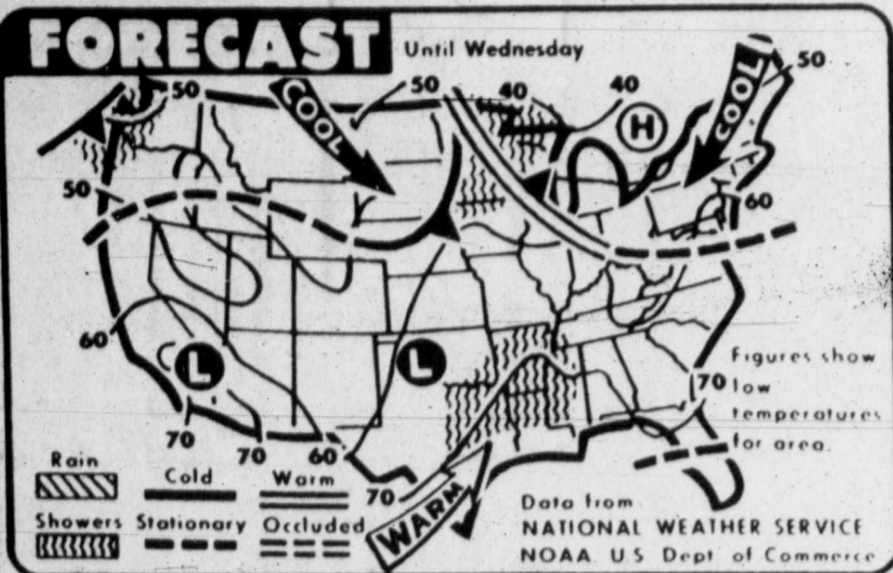 FORECAST
Until Wednesday
50
COOL
50
40
40
H
COOL
50
50
60
60
L
L
70
Figures show
low
temperatures
for area.
70
70
60
70
WARM
Rain
Cold
Warm
Showers
Stationary
Occluded
Data from
NATIONAL WEATHER SERVICE
NOAA U S Dept. of Commerce